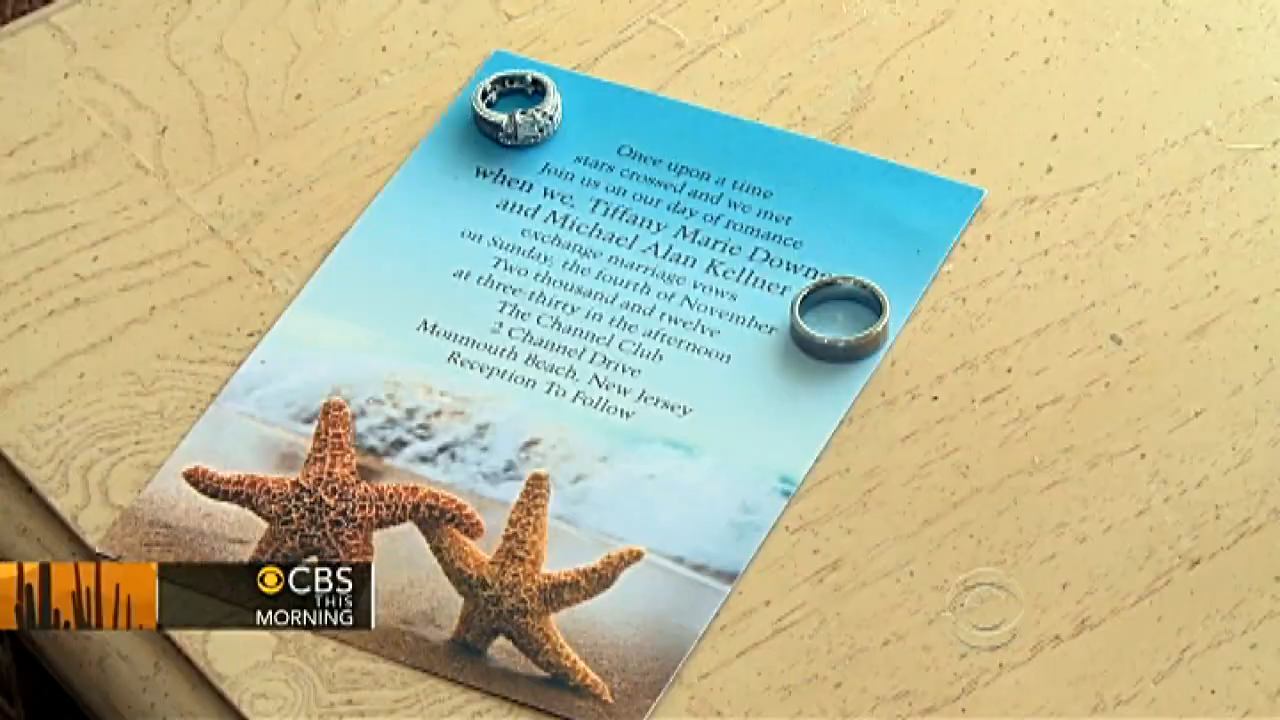 Once upon a time
stars crossed and we met
Join us on our day of romance
when we, Tiffany Marie Downs
and Michael Alan Kellner
exchange marriage vows
on Sunday, the fourth of November
Two thousand and twelve
at three-thirty in the afternoon
The Channel Club
2 Channel Drive
Monmouth Beach, New Jersey
Reception To Follow
CBS
THIS
MORNING